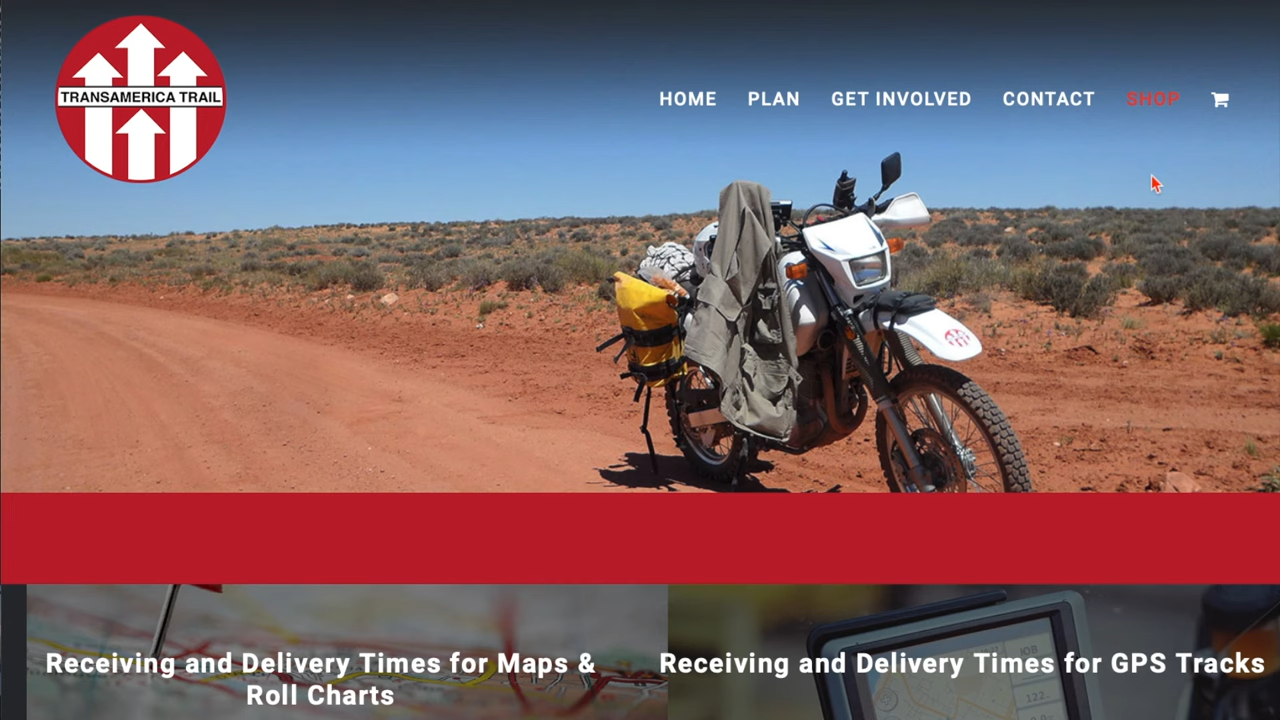 TRANSAMERICA TRAIL
HOME PLAN GET INVOLVED CONTACT SHOP
Receiving and Delivery Times for Maps &
Roll Charts
Receiving and Delivery Times for GPS Tracks